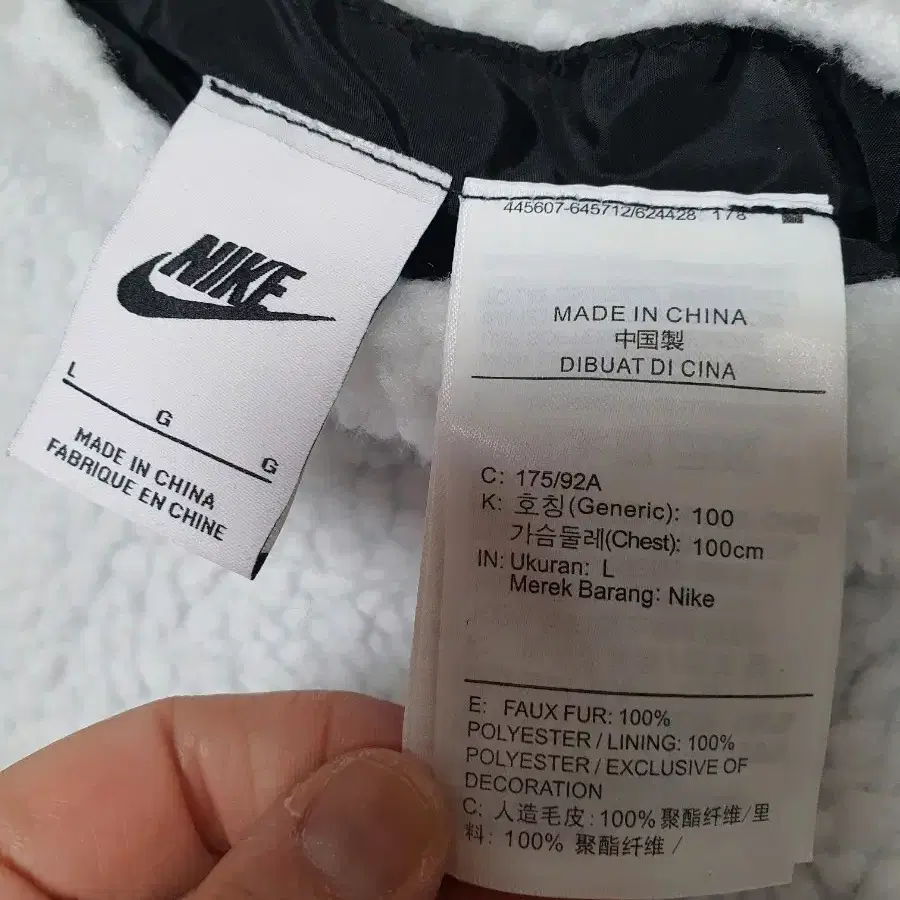 NIKE
L
G
G
MADE IN CHINA
FABRIQUE EN CHINE
445607-645712/624428 178
MADE IN CHINA
中国製
DIBUAT DI CINA
C: 175/92A
K: 호칭(Generic): 100
가슴둘레(Chest): 100cm
IN: Ukuran: L
Merek Barang: Nike
E: FAUX FUR: 100%
POLYESTER / LINING: 100%
POLYESTER / EXCLUSIVE OF
DECORATION
C: 人造毛皮: 100% 聚酯纤维/里
料: 100% 聚酯纤维 /